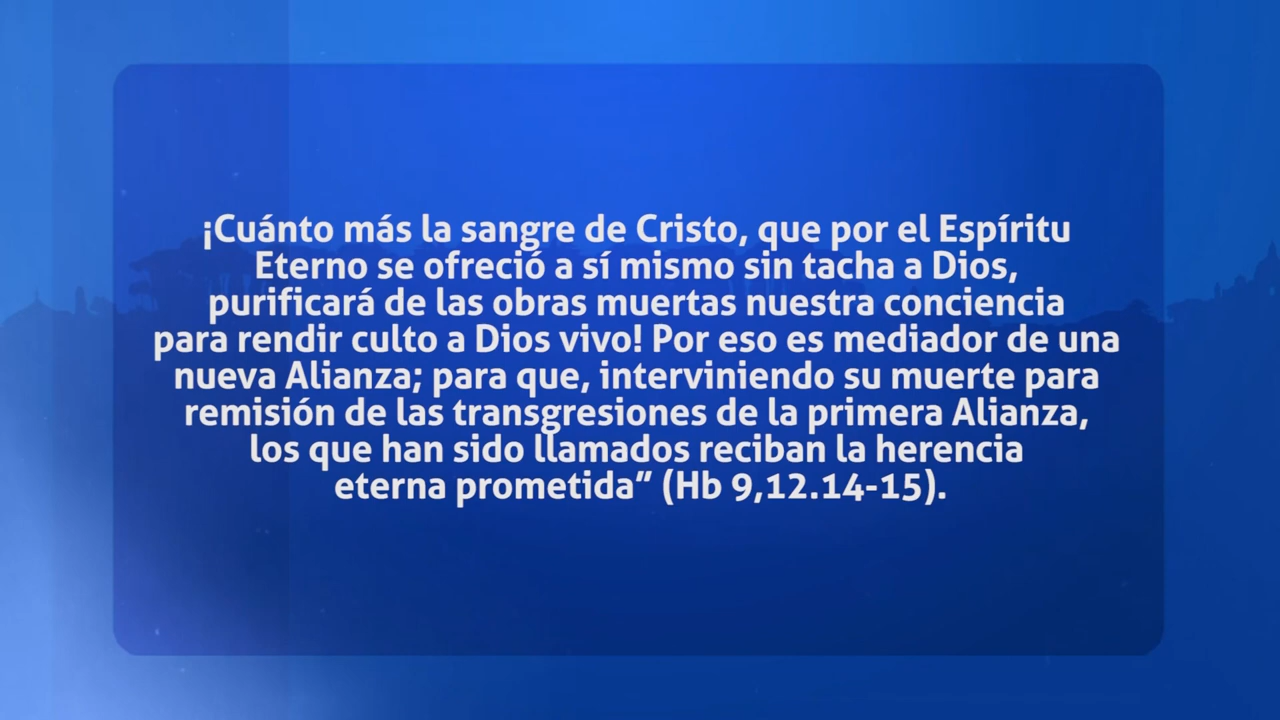 ¡Cuánto más la sangre de Cristo, que por el Espíritu
Eterno se ofreció a sí mismo sin tacha a Dios,
purificará de las obras muertas nuestra conciencia
para rendir culto a Dios vivo! Por eso es mediador de una
nueva Alianza; para que, interviniendo su muerte para
remisión de las transgresiones de la primera Alianza,
los que han sido llamados reciban la herencia
eterna prometida” (Hb 9,12.14-15).